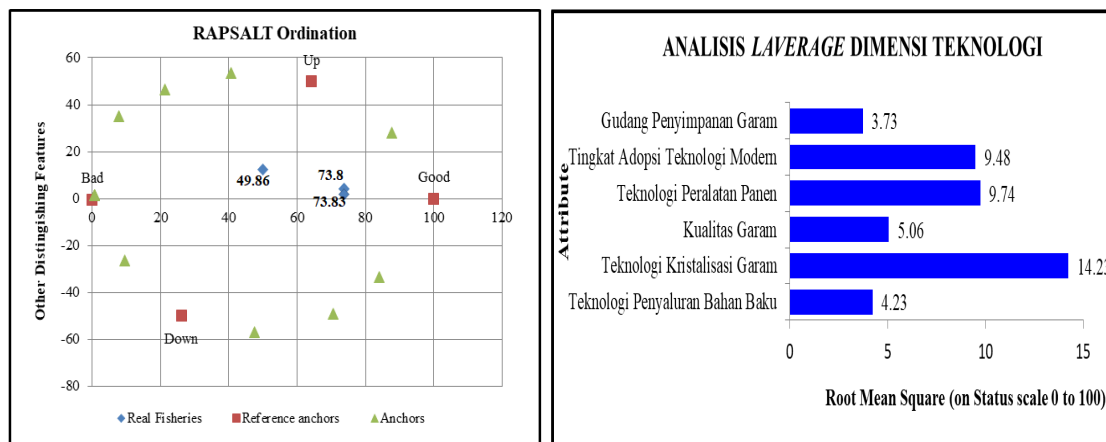 RAPSALT Ordination
Other Distingishing Features
60
40
20
0
-20
-40
-60
-80
0
20
40
60
80
100
120
Up
Bad
Good
Down
49.86
73.8
73.83
Real Fisheries
Reference anchors
Anchors
ANALISIS LAVERAGE DIMENSI TEKNOLOGI
Attribute
Gudang Penyimpanan Garam
3.73
Tingkat Adopsi Teknologi Modern
9.48
Teknologi Peralatan Panen
9.74
Kualitas Garam
5.06
Teknologi Kristalisasi Garam
14.23
Teknologi Penyaluran Bahan Baku
4.23
0
5
10
15
Root Mean Square (on Status scale 0 to 100)